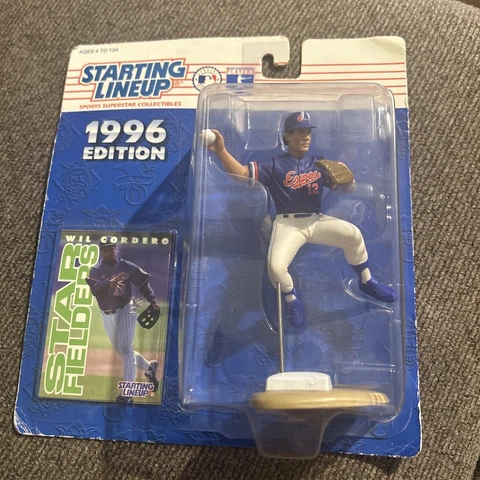 AGES 4 TO 104
STARTING
LINEUP
SPORTS SUPERSTAR COLLECTIBLES
1996
EDITION
Expos
12
WIL CORDERO
STAR
FIELDERS
STARTING
LINEUP